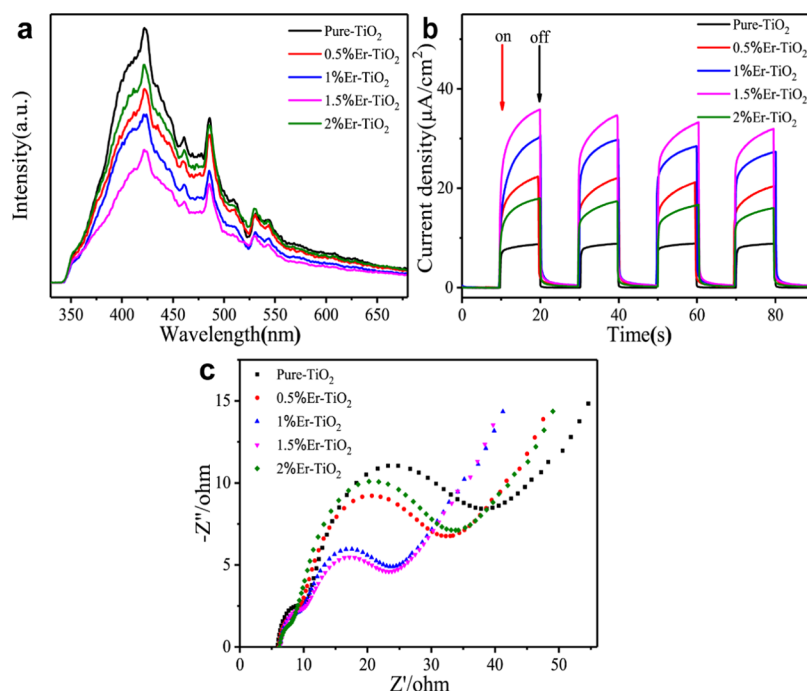 a
Pure-TiO₂
0.5%Er-TiO₂
1%Er-TiO₂
1.5%Er-TiO₂
2%Er-TiO₂
Intensity(a.u.)
350 400 450 500 550 600 650
Wavelength(nm)
b
on
off
Pure-TiO₂
0.5%Er-TiO₂
1%Er-TiO₂
1.5%Er-TiO₂
2%Er-TiO₂
Current density(μA/cm²)
40
20
0
0 20 40 60 80
Time(s)
c
Pure-TiO₂
0.5%Er-TiO₂
1%Er-TiO₂
1.5%Er-TiO₂
2%Er-TiO₂
-Z''/ohm
15
10
5
0
0 10 20 30 40 50
Z'/ohm